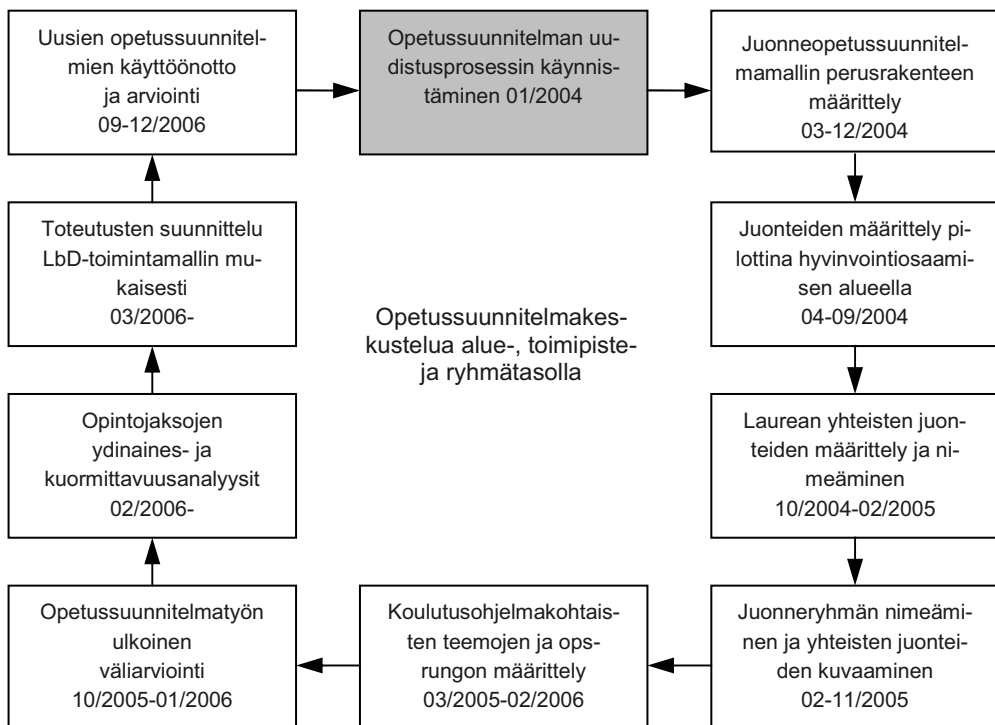 Uusien opetussuunnitel-
mien käyttöönotto
ja arviointi
09-12/2006
Opetussuunnitelman uu-
distusprosessin käynnis-
täminen 01/2004
Juonneopetussuunnitel-
mamallin perusrakenteen
määrittely
03-12/2004
Toteutusten suunnittelu
LbD-toimintamallin mu-
kaisesti
03/2006-
Juonteiden määrittely pi-
lottina hyvinvointiosaami-
sen alueella
04-09/2004
Opetussuunnitelmakes-
kustelua alue-, toimipiste-
ja ryhmätasolla
Opintojaksojen
ydinaines- ja
kuormittavuusanalyysit
02/2006-
Laurean yhteisten juon-
teiden määrittely ja ni-
meäminen
10/2004-02/2005
Opetussuunnitelmatyön
ulkoinen
väliarviointi
10/2005-01/2006
Koulutusohjelmakohtais-
ten teemojen ja ops-
rungon määrittely
03/2005-02/2006
Juonneryhmän nimeämi-
nen ja yhteisten juontei-
den kuvaaminen
02-11/2005